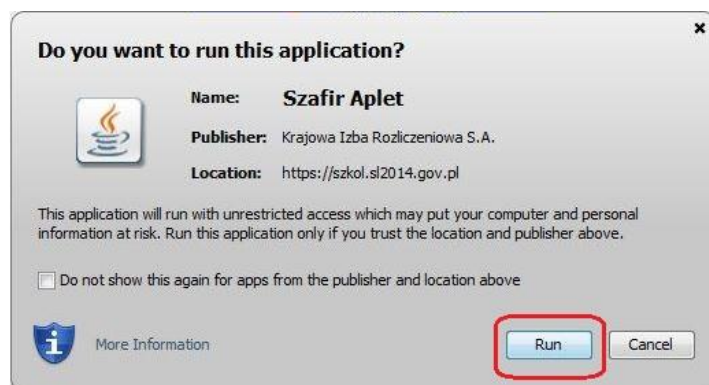 Do you want to run this application?
Name: Szafir Aplet
Publisher: Krajowa Izba Rozliczeniowa S.A.
Location: https://szkol.sl2014.gov.pl
This application will run with unrestricted access which may put your computer and personal
information at risk. Run this application only if you trust the location and publisher above.
Do not show this again for apps from the publisher and location above
More Information
Run
Cancel